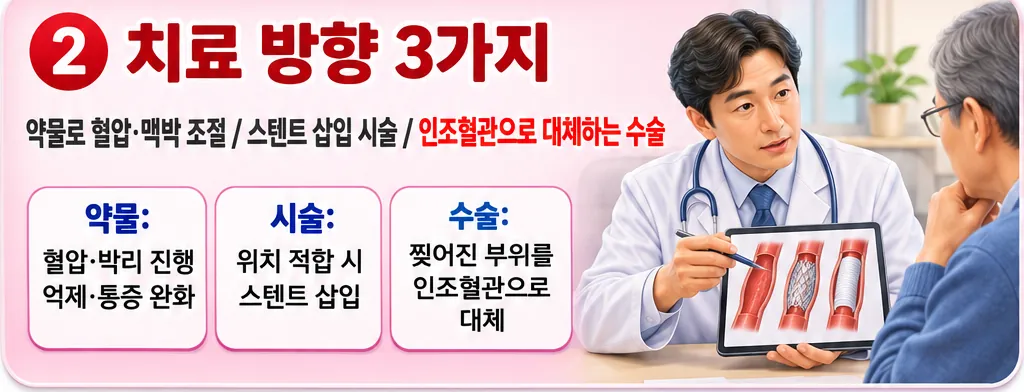 2 치료 방향 3가지
약물로 혈압·맥박 조절 / 스텐트 삽입 시술 / 인조혈관으로 대체하는 수술
약물:
혈압·박리 진행
억제·통증 완화
시술:
위치 적합 시
스텐트 삽입
수술:
찢어진 부위를
인조혈관으로
대체